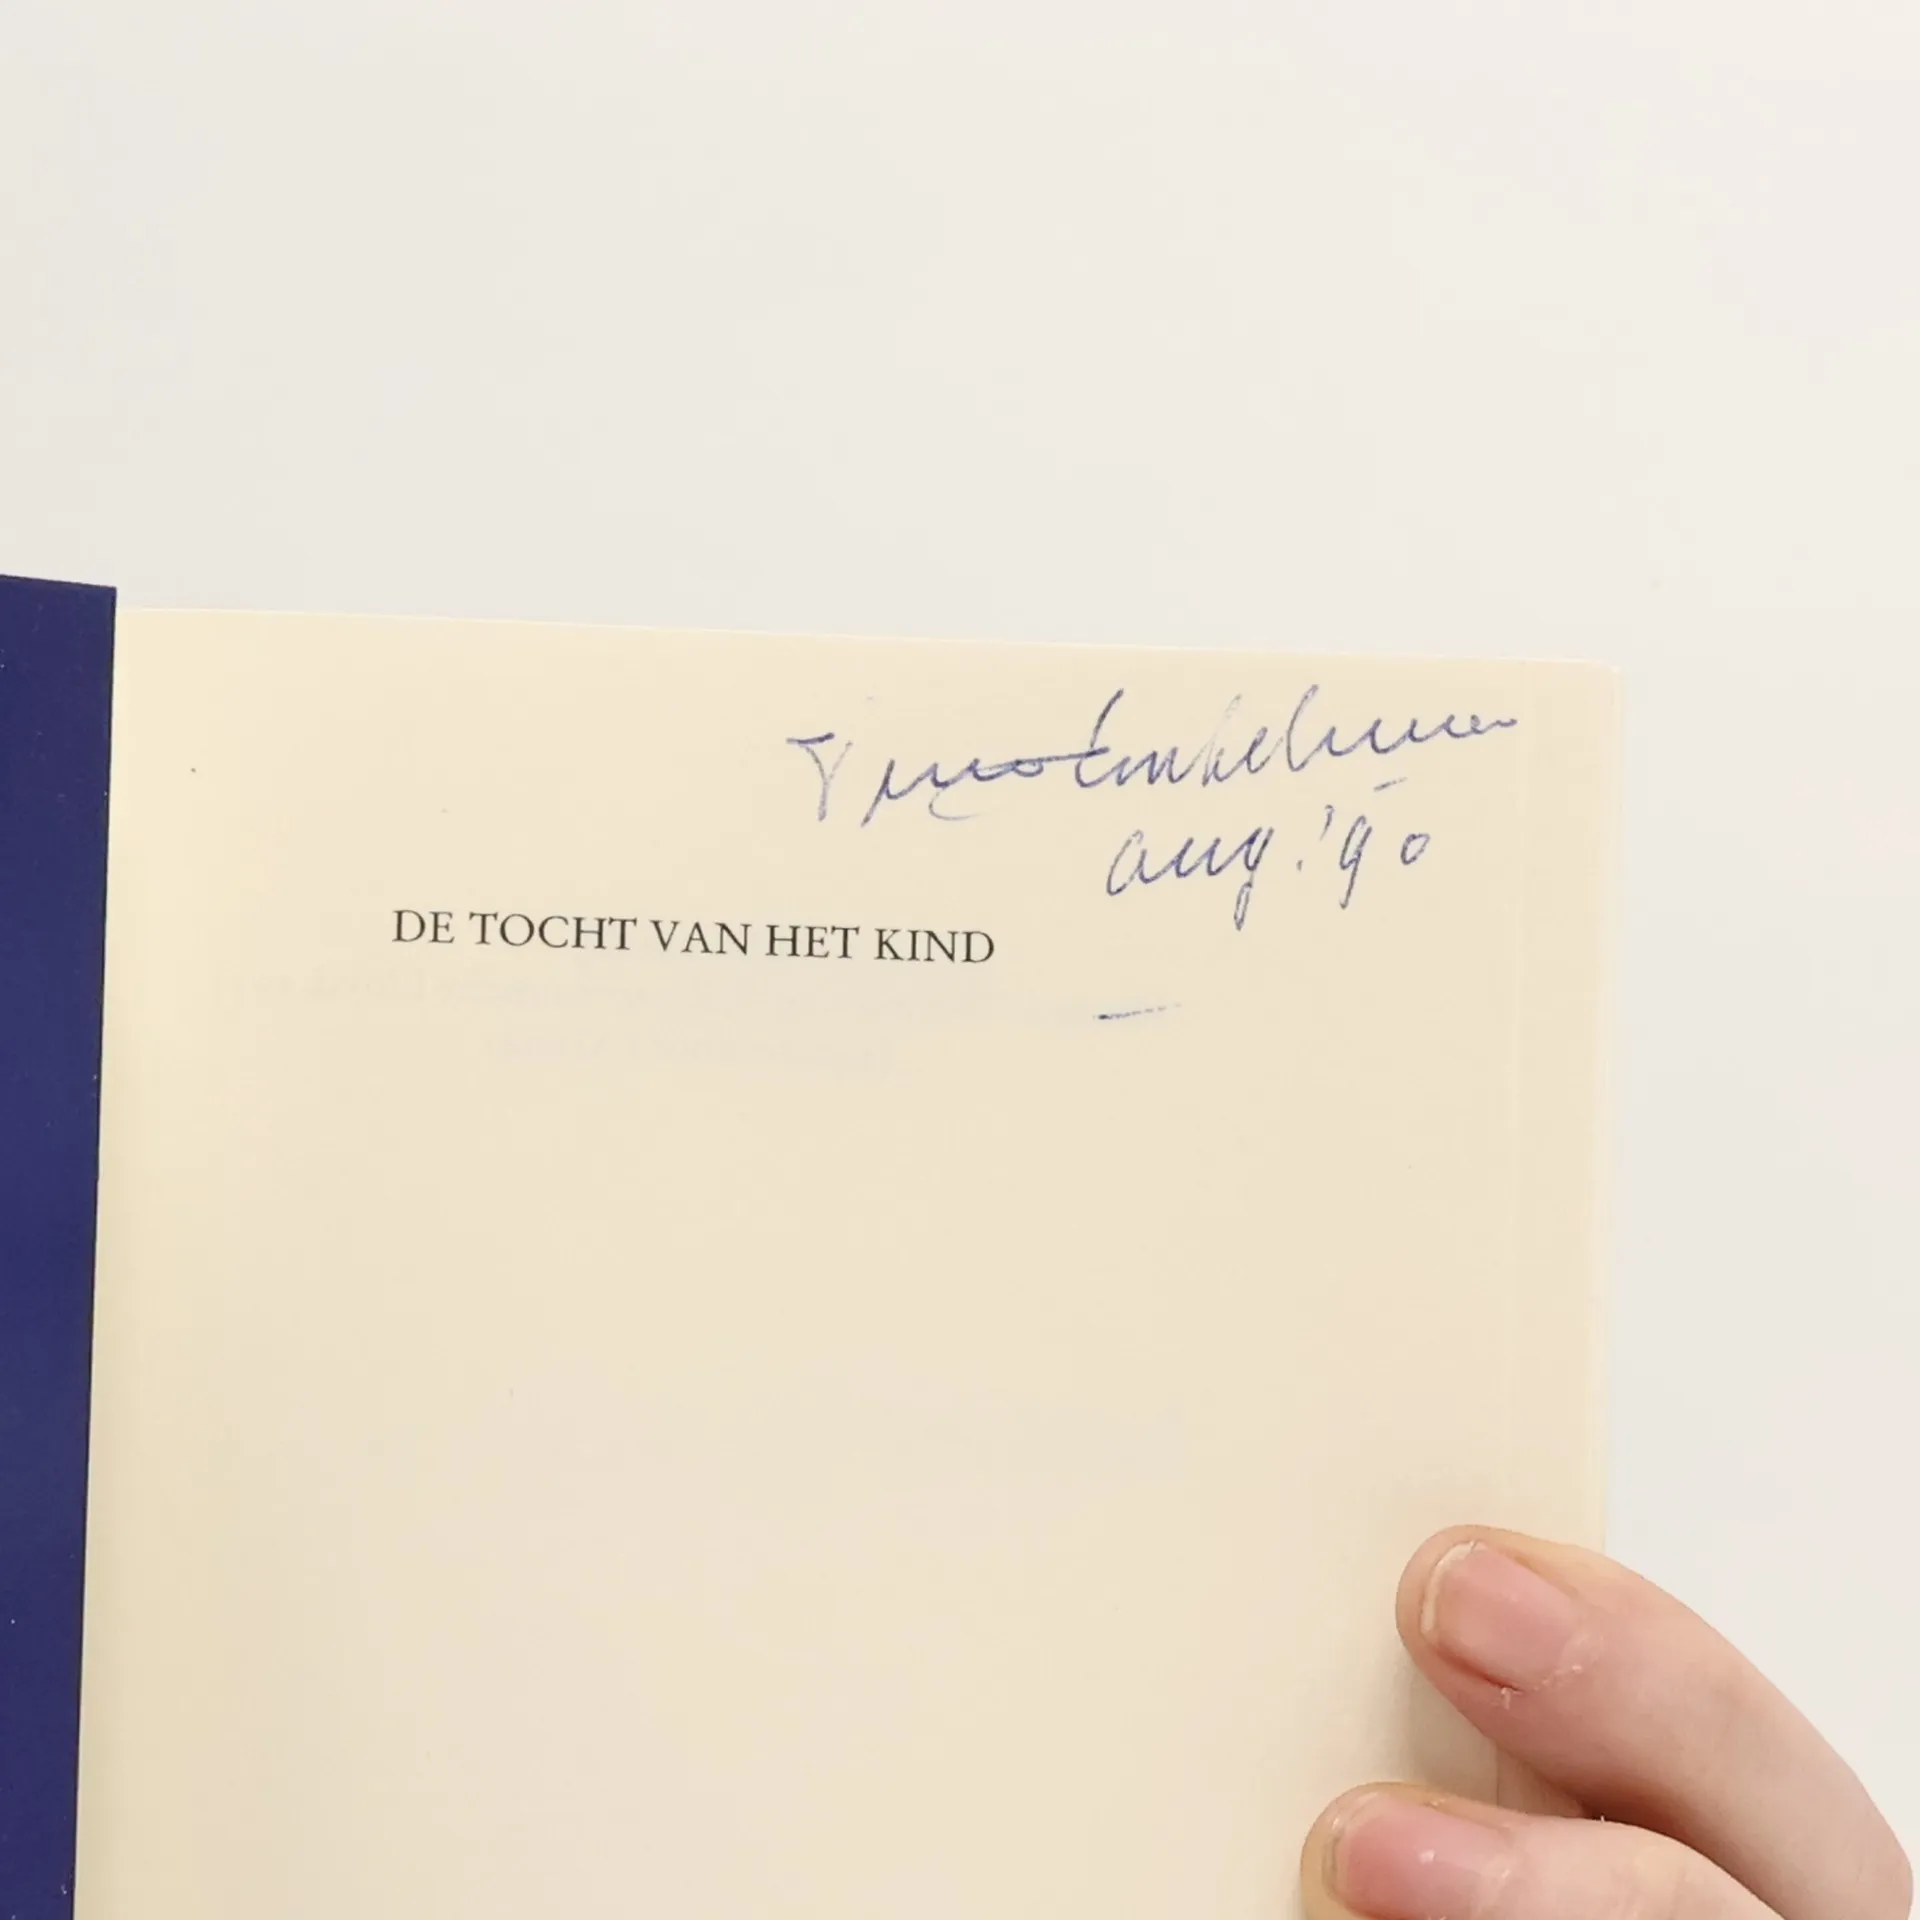 aug. '90
DE TOCHT VAN HET KIND